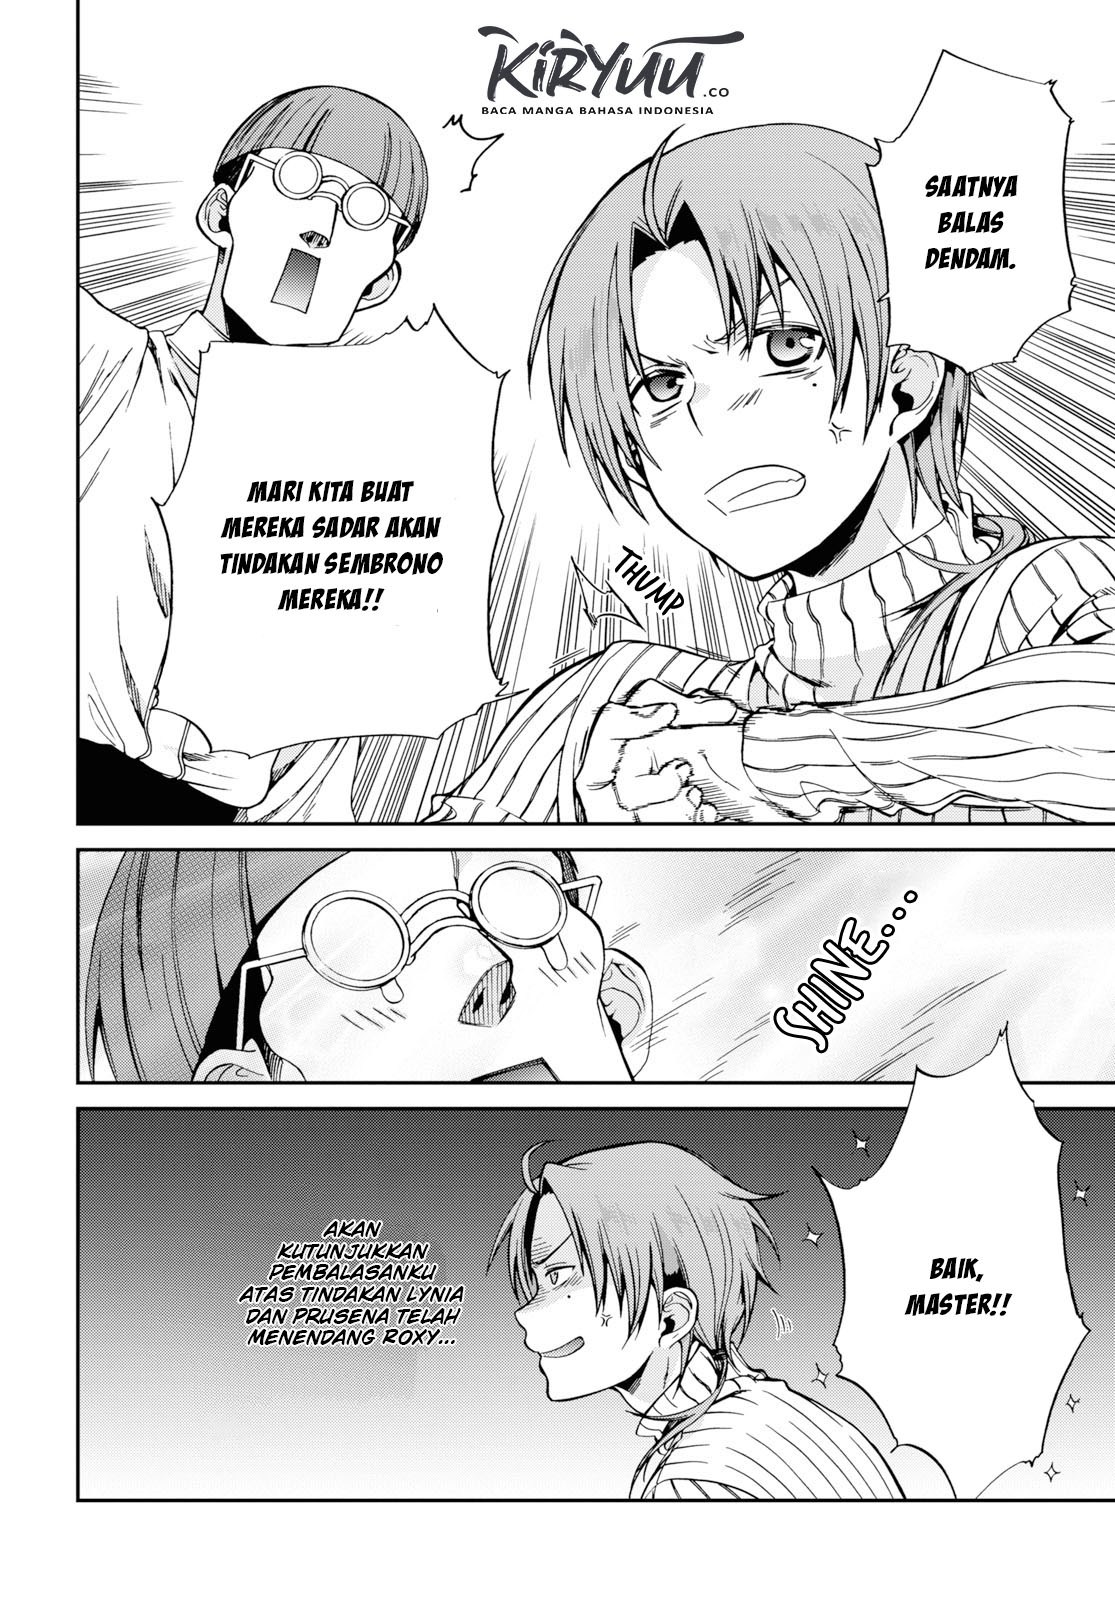 KIRYUU.CO
BACA MANGA BAHASA INDONESIA
SAATNYA
BALAS
DENDAM.
MARI KITA BUAT
MEREKA SADAR AKAN
TINDAKAN SEMBRONO
MEREKA!!
THUMP
SHINE...
BAIK,
MASTER!!
AKAN
KUTUNJUKKAN
PEMBALASANKU
ATAS TINDAKAN LYNIA
DAN PRUSENA TELAH
MENENDANG ROXY...